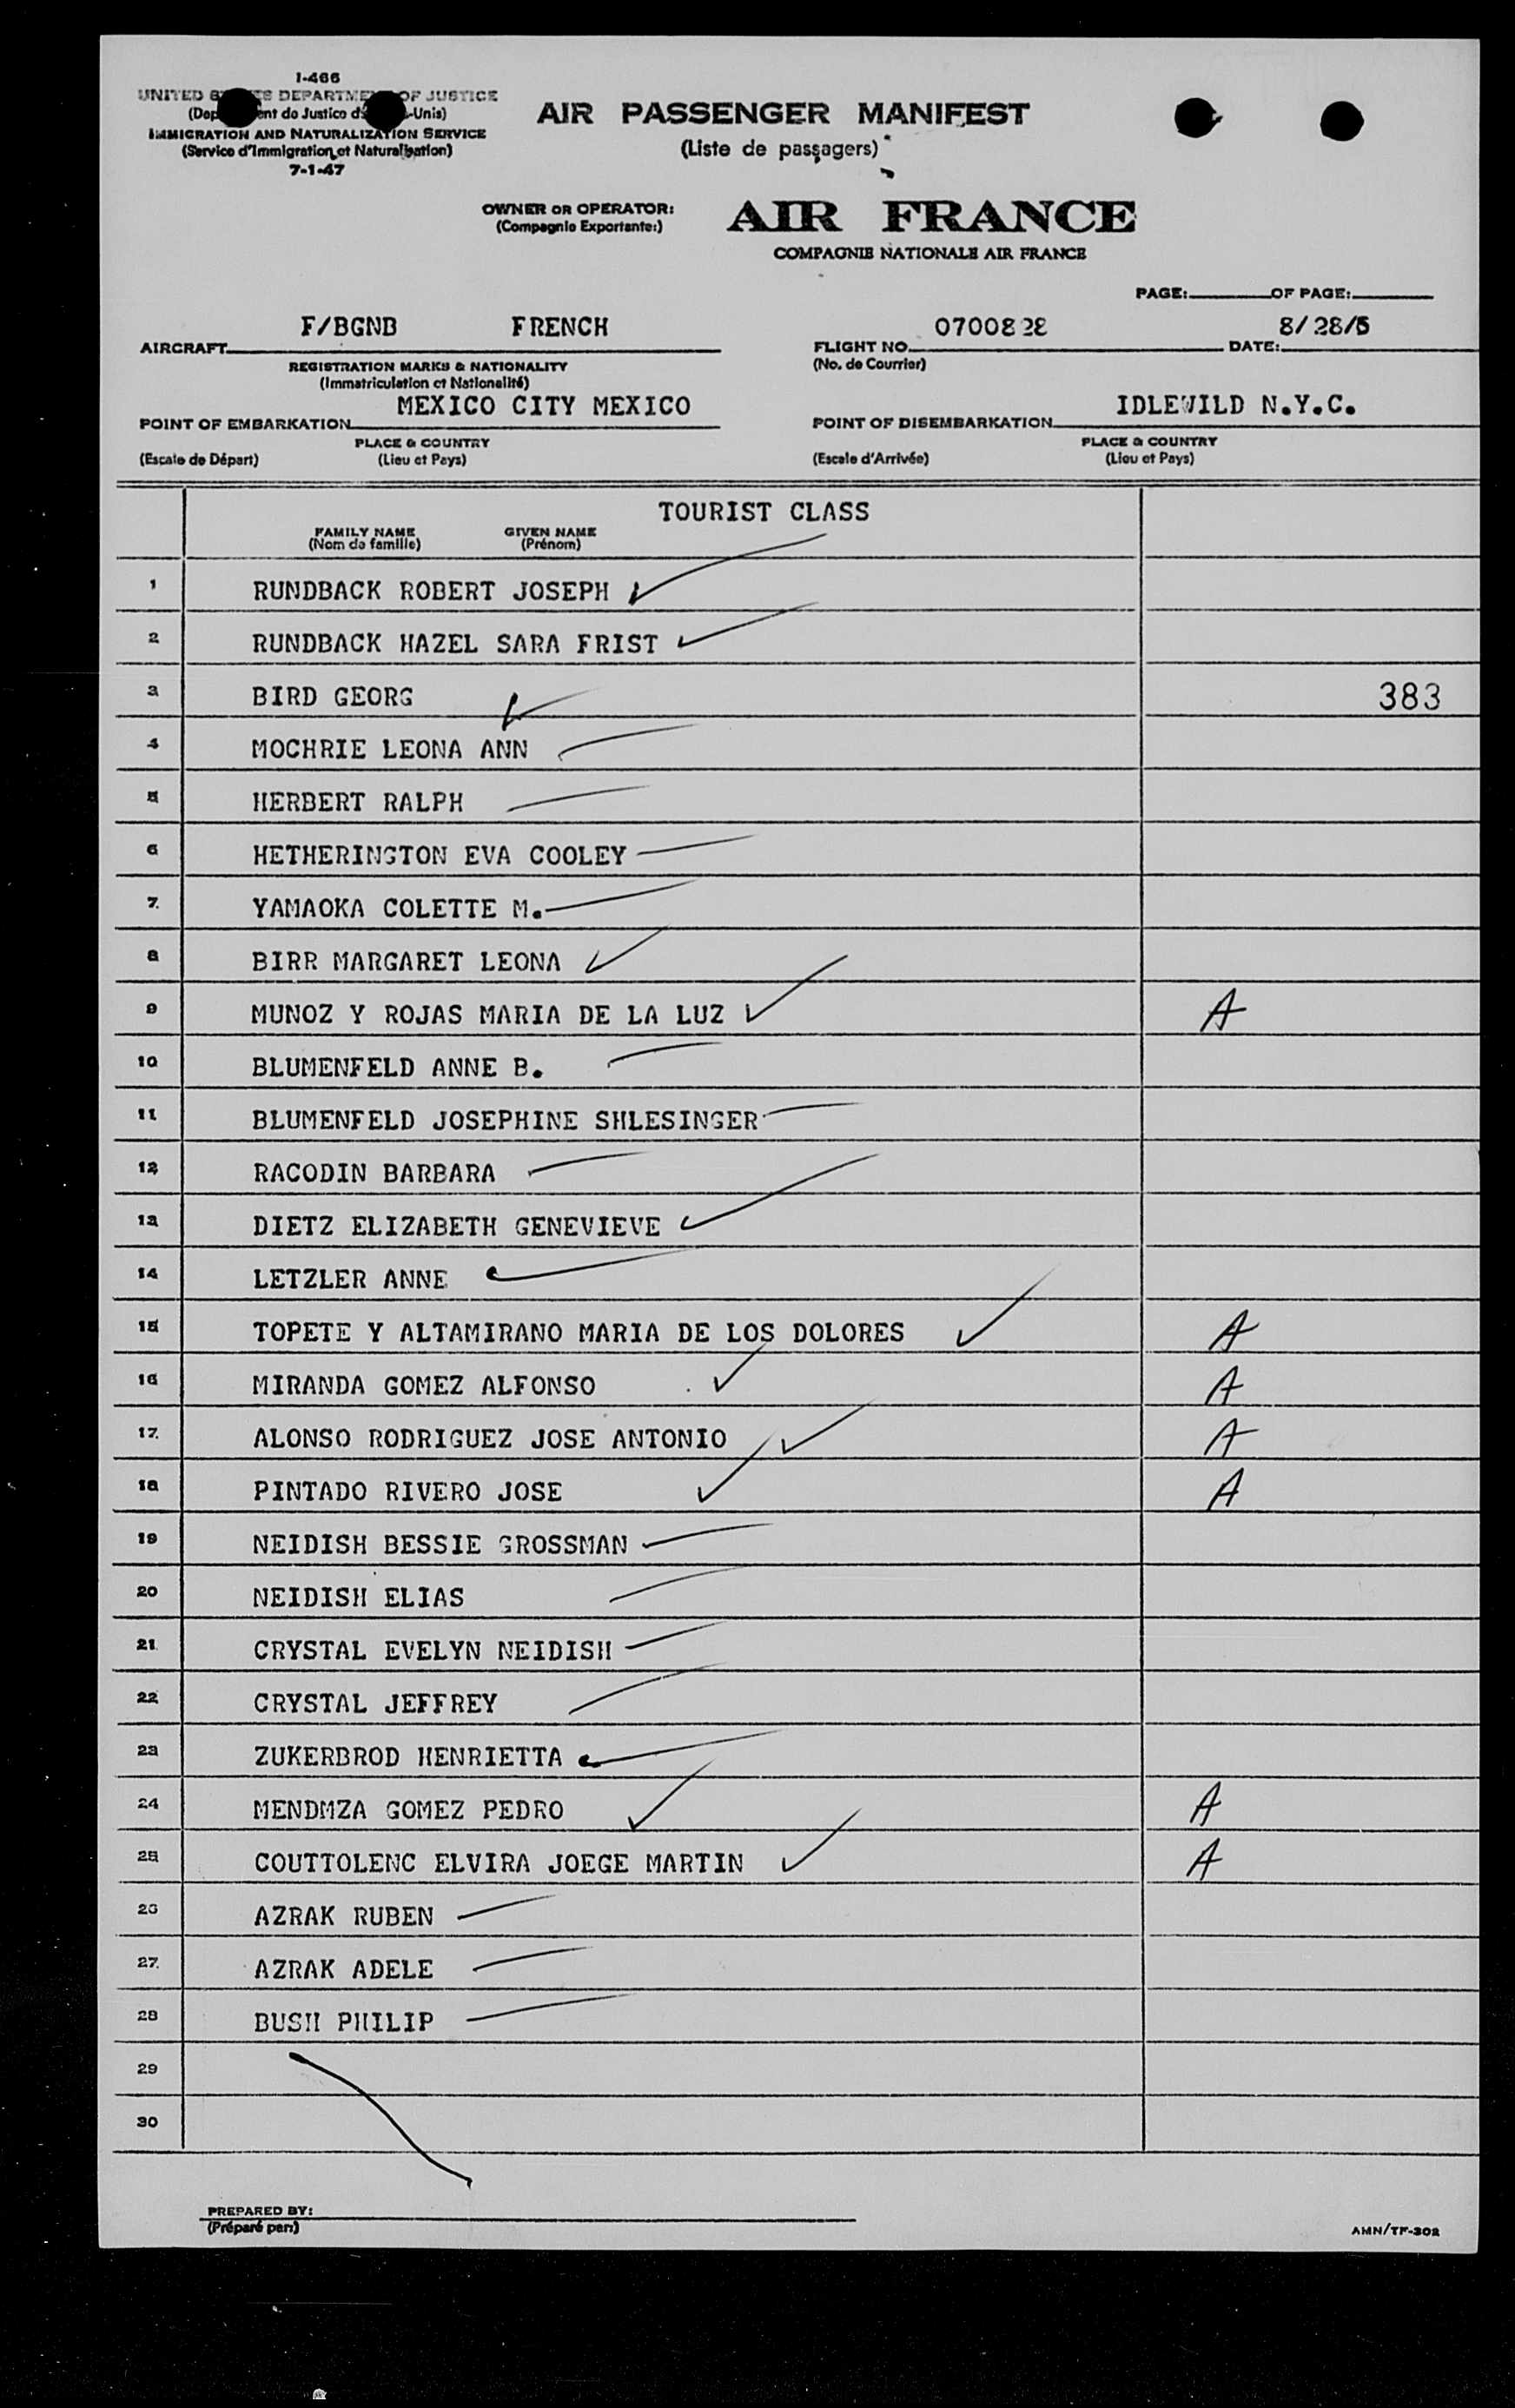 I-466
UNITED DEPARTMENT OF JUSTICE
(Dep ent de Justice d -Unis)
IMMIGRATION AND NATURALIZATION SERVICE
(Service d'Immigration et Naturalisation)
7-1-47
AIR PASSENGER MANIFEST
(Liste de passagers)
OWNER OR OPERATOR:
(Compagnie Exportante:)
AIR FRANCE
COMPAGNIE NATIONALE AIR FRANCE
PAGE: OF PAGE:
AIRCRAFT F/BGNB FRENCH
REGISTRATION MARKS & NATIONALITY
(Immatriculation et Nationalité)
FLIGHT NO. 0700828 DATE: 8/28/5
(No. de Courrier)
POINT OF EMBARKATION MEXICO CITY MEXICO
PLACE & COUNTRY
(Escale de Départ) (Lieu et Pays)
POINT OF DISEMBARKATION IDLEWILD N.Y.C.
PLACE & COUNTRY
(Escale d'Arrivée) (Lieu et Pays)
TOURIST CLASS
FAMILY NAME GIVEN NAME
(Nom de famille) (Prénom)
1 RUNDBACK ROBERT JOSEPH
2 RUNDBACK HAZEL SARA FRIST
3 BIRD GEORG 383
4 MOCHRIE LEONA ANN
5 HERBERT RALPH
6 HETHERINGTON EVA COOLEY
7. YAMAOKA COLETTE M.
8 BIRR MARGARET LEONA
9 MUNOZ Y ROJAS MARIA DE LA LUZ A
10 BLUMENFELD ANNE B.
11 BLUMENFELD JOSEPHINE SHLESINGER
12 RACODIN BARBARA
13 DIETZ ELIZABETH GENEVIEVE
14 LETZLER ANNE
15 TOPETE Y ALTAMIRANO MARIA DE LOS DOLORES A
16 MIRANDA GOMEZ ALFONSO A
17. ALONSO RODRIGUEZ JOSE ANTONIO A
18 PINTADO RIVERO JOSE A
19 NEIDISH BESSIE GROSSMAN
20 NEIDISH ELIAS
21. CRYSTAL EVELYN NEIDISH
22 CRYSTAL JEFFREY
23 ZUKERBROD HENRIETTA
24 MENDMZA GOMEZ PEDRO A
25 COUTTOLENC ELVIRA JOEGE MARTIN A
26 AZRAK RUBEN
27. AZRAK ADELE
28 BUSH PHILIP
29
30
PREPARED BY:
(Préparé par:)
AMN/TF-302